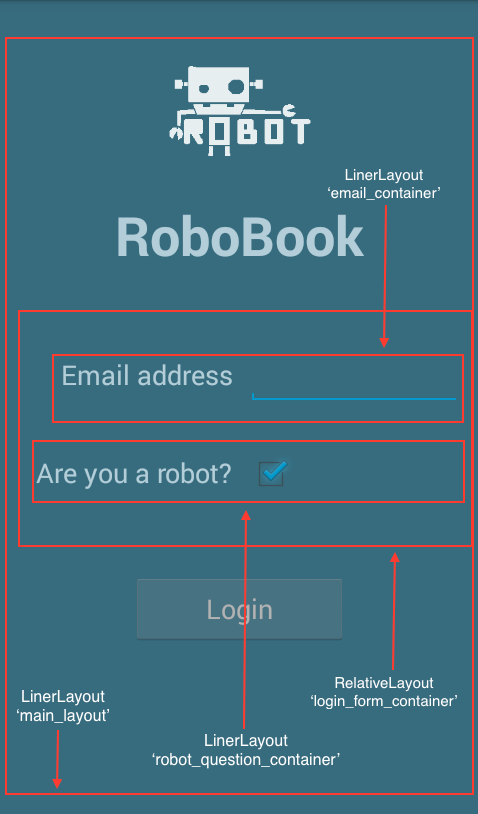 ROBOT
LinerLayout
‘email_container’
RoboBook
Email address
Are you a robot?
Login
RelativeLayout
‘login_form_container’
LinerLayout
‘main_layout’
LinerLayout
‘robot_question_container’